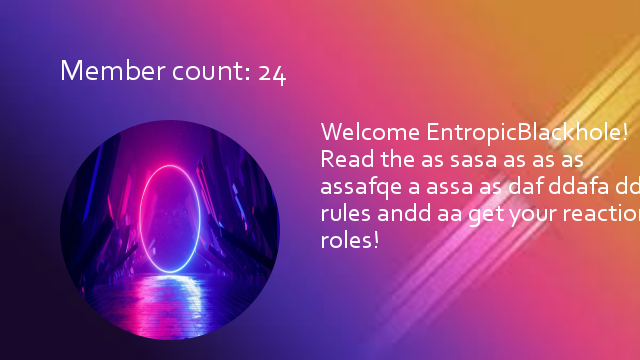 Member count: 24
Welcome EntropicBlackhole!
Read the as sasa as as as
assafqe a assa as daf ddafa dd
rules andd aa get your reaction
roles!